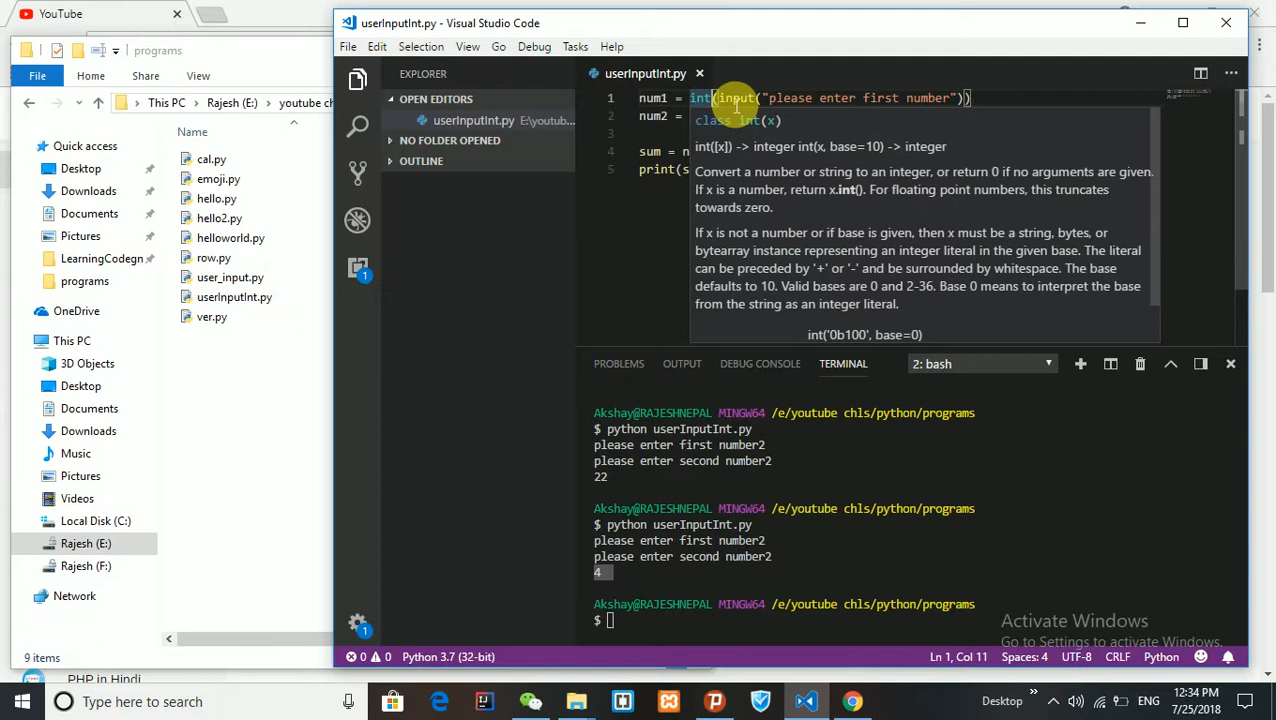 YouTube
programs
File
Home
Share
View
This PC
Rajesh (E:)
youtube ch
Name
Quick access
Desktop
Downloads
Documents
Pictures
LearningCodegn
programs
OneDrive
This PC
3D Objects
Desktop
Documents
Downloads
Music
Pictures
Videos
Local Disk (C:)
Rajesh (E:)
Rajesh (F:)
Network
cal.py
emoji.py
hello.py
hello2.py
helloworld.py
row.py
user_input.py
userInputInt.py
ver.py
9 items
PHP in Hindi
userInputInt.py - Visual Studio Code
File Edit Selection View Go Debug Tasks Help
EXPLORER
OPEN EDITORS
userInputInt.py E:\youtub...
NO FOLDER OPENED
OUTLINE
userInputInt.py
1 num1 = int(input("please enter first number"))
2 num2 =
3
4 sum = n
5 print(s
class int(x)
int([x]) -> integer int(x, base=10) -> integer
Convert a number or string to an integer, or return 0 if no arguments are given.
If x is a number, return x.int(). For floating point numbers, this truncates
towards zero.
If x is not a number or if base is given, then x must be a string, bytes, or
bytearray instance representing an integer literal in the given base. The literal
can be preceded by '+' or '-' and be surrounded by whitespace. The base
defaults to 10. Valid bases are 0 and 2-36. Base 0 means to interpret the base
from the string as an integer literal.
int('0b100', base=0)
PROBLEMS OUTPUT DEBUG CONSOLE TERMINAL 2: bash
Akshay@RAJESHNEPAL MINGW64 /e/youtube chls/python/programs
$ python userInputInt.py
please enter first number2
please enter second number2
22
Akshay@RAJESHNEPAL MINGW64 /e/youtube chls/python/programs
$ python userInputInt.py
please enter first number2
please enter second number2
4
Akshay@RAJESHNEPAL MINGW64 /e/youtube chls/python/programs
$
Activate Windows
Go to Settings to activate Windows.
1
1
0 0 Python 3.7 (32-bit)
Ln 1, Col 11 Spaces: 4 UTF-8 CRLF Python
Type here to search
Desktop
ENG
12:34 PM
7/25/2018